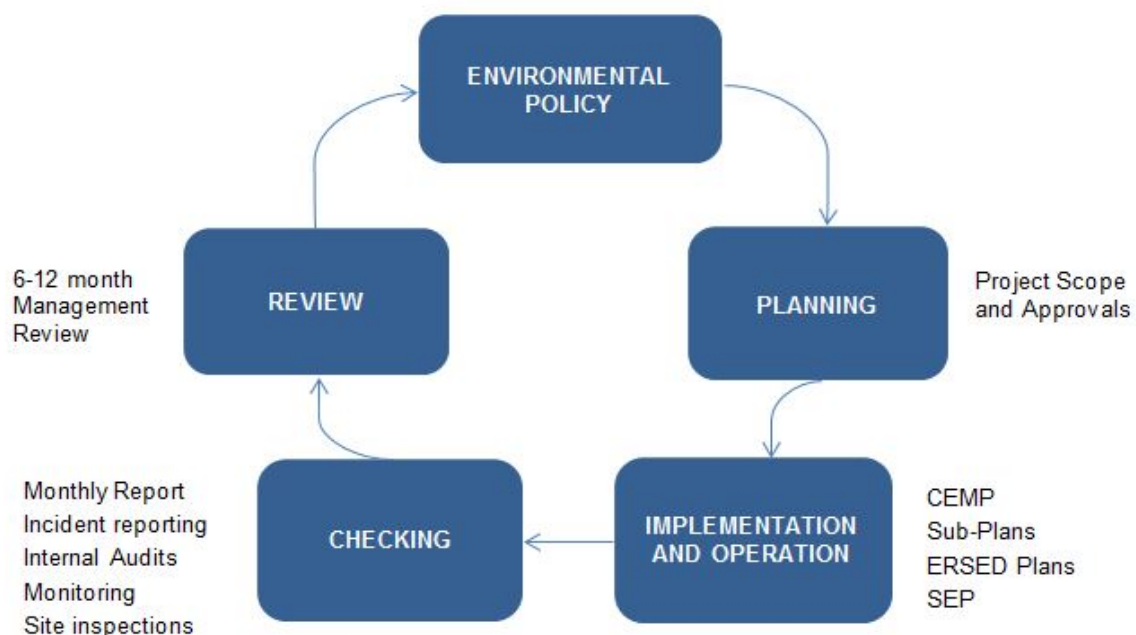 ENVIRONMENTAL
POLICY
PLANNING
Project Scope
and Approvals
IMPLEMENTATION
AND OPERATION
CEMP
Sub-Plans
ERSED Plans
SEP
CHECKING
Monthly Report
Incident reporting
Internal Audits
Monitoring
Site inspections
REVIEW
6-12 month
Management
Review